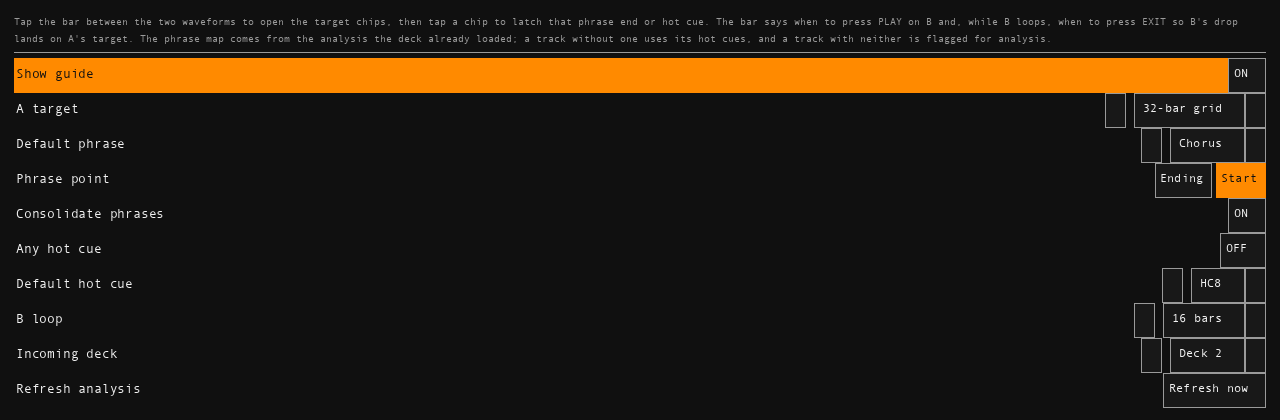 Tap the bar between the two waveforms to open the target chips, then tap a chip to latch that phrase end or hot cue. The bar says when to press PLAY on B and, while B loops, when to press EXIT so B's drop
lands on A's target. The phrase map comes from the analysis the deck already loaded; a track without one uses its hot cues, and a track with neither is flagged for analysis.
Show guide ON
A target 32-bar grid
Default phrase Chorus
Phrase point Ending Start
Consolidate phrases ON
Any hot cue OFF
Default hot cue HC8
B loop 16 bars
Incoming deck Deck 2
Refresh analysis Refresh now